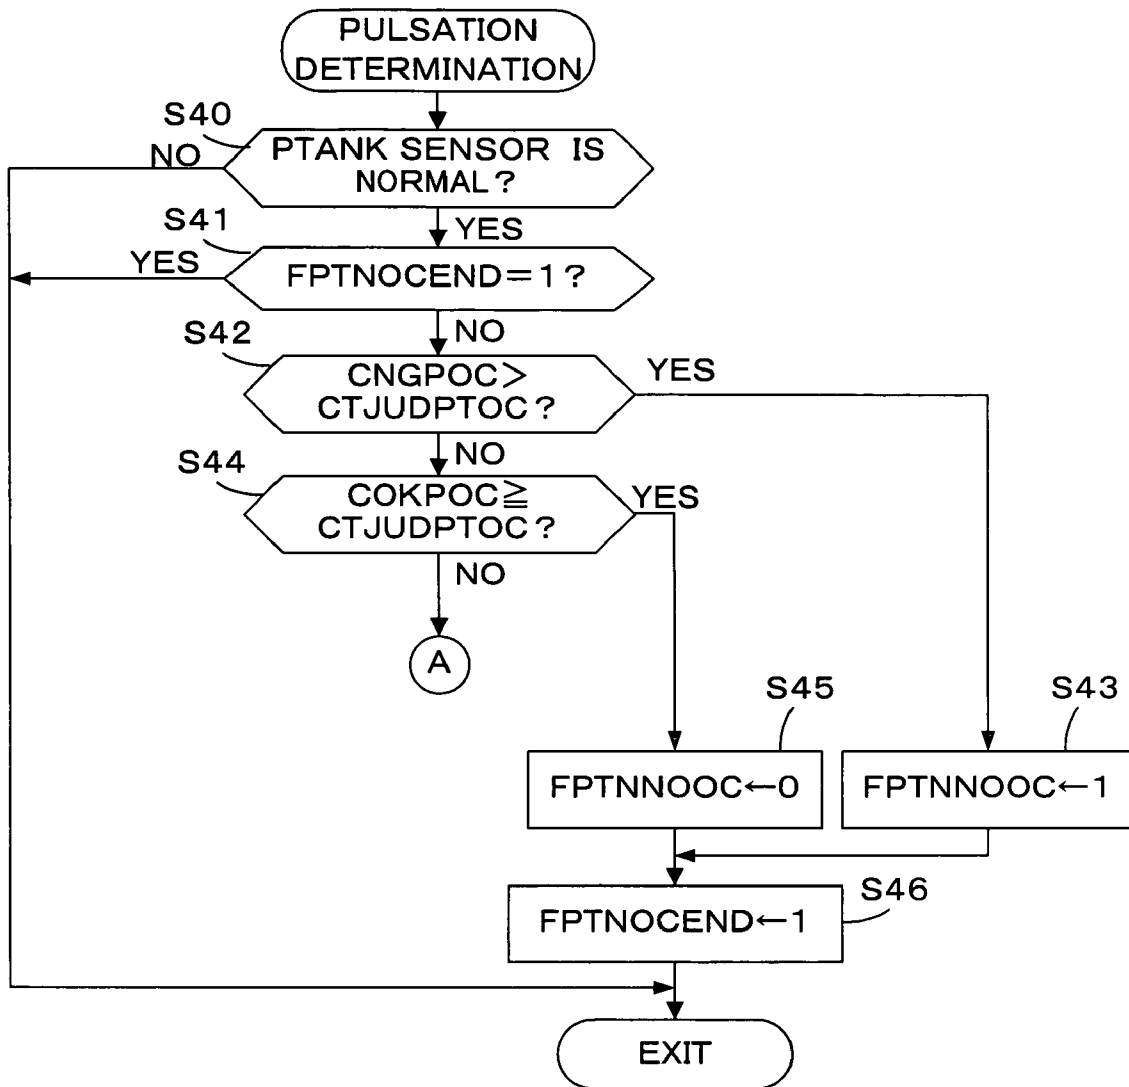 PULSATION
DETERMINATION
S40
PTANK SENSOR IS
NORMAL?
NO
YES
S41
FPTNOCEND=1?
YES
NO
S42
CNGPOC>
CTJUDPTOC?
YES
NO
S44
COKPOC≧
CTJUDPTOC?
YES
NO
A
S45
S43
FPTNNOOC←0
FPTNNOOC←1
S46
FPTNOCEND←1
EXIT